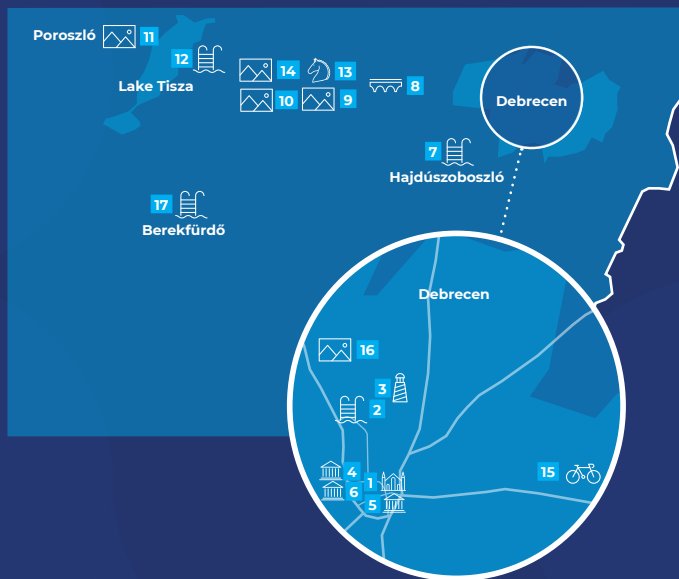 Poroszló 11
12
Lake Tisza
14 13
8
10 9
Debrecen
7
Hajdúszoboszló
17
Berekfürdő
Debrecen
16
3
2
4 1
15
6
5